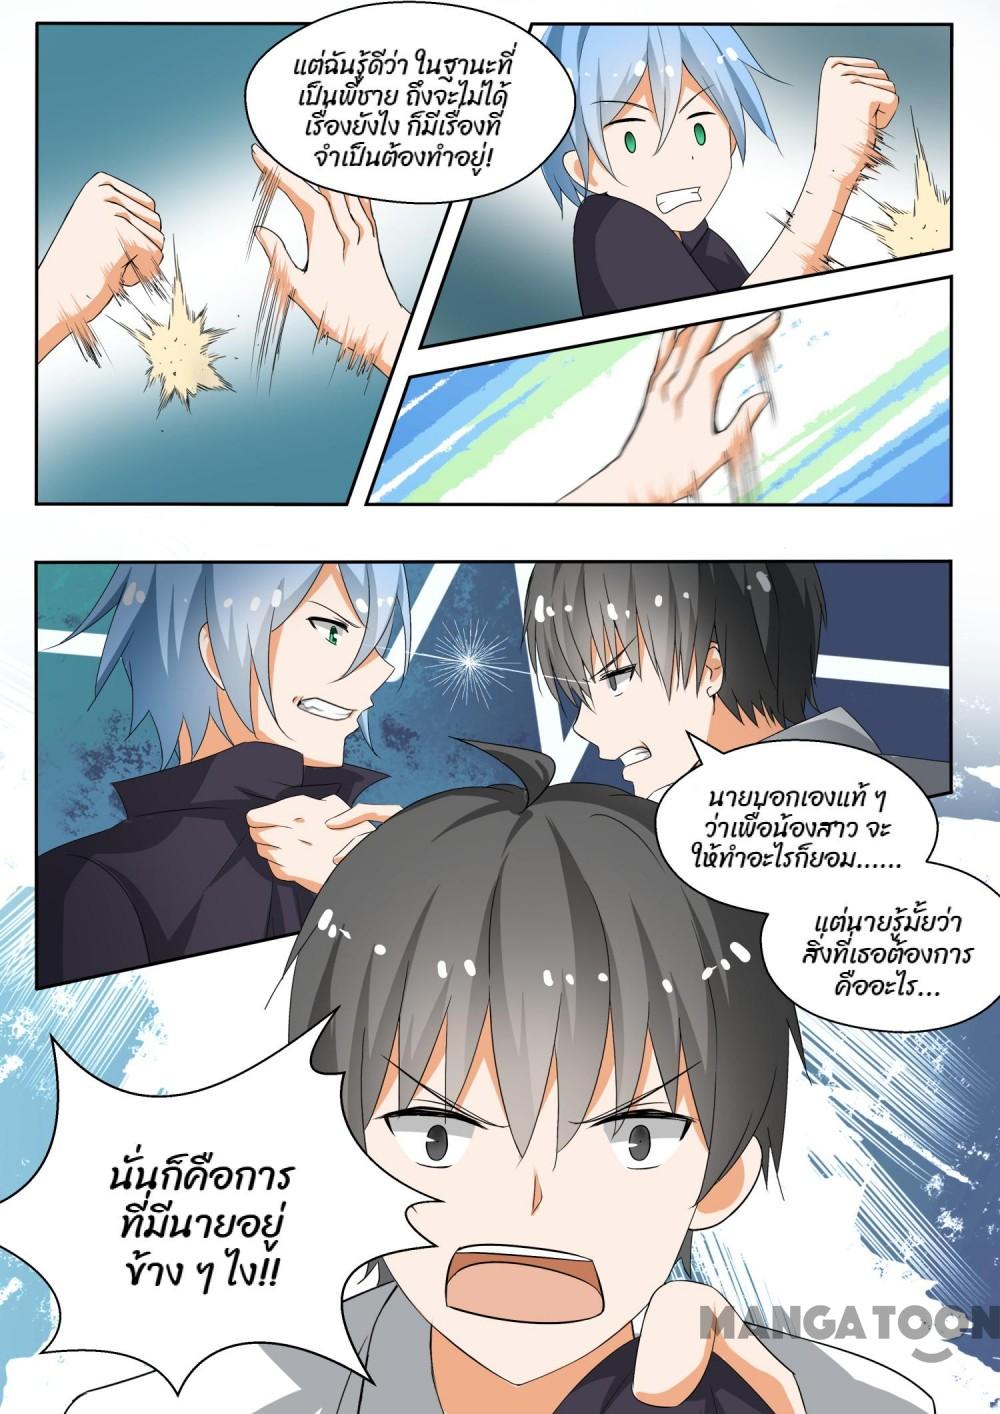 แต่ฉันรู้ดีว่า ในฐานะที่
เป็นพี่ชาย ถึงจะไม่ได้
เรื่องยังไง ก็มีเรื่องที่
จำเป็นต้องทำอยู่!
นายบอกเองแท้ ๆ
ว่าเพื่อน้องสาว จะ
ให้ทำอะไรก็ยอม......
แต่นายรู้มั้ยว่า
สิ่งที่เธอต้องการ
คืออะไร...
นั่นก็คือการ
ที่มีนายอยู่
ข้าง ๆ ไง!!
MANGATOON